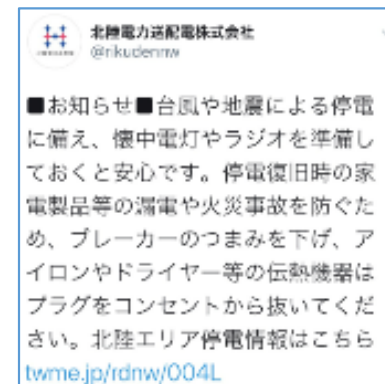 北陸電力送配電株式会社
@rikudennw
■お知らせ■台風や地震による停電
に備え、懐中電灯やラジオを準備し
ておくと安心です。停電復旧時の家
電製品等の漏電や火災事故を防ぐた
め、ブレーカーのつまみを下げ、ア
イロンやドライヤー等の伝熱機器は
プラグをコンセントから抜いてくだ
さい。北陸エリア停電情報はこちら
twme.jp/rdnw/004L